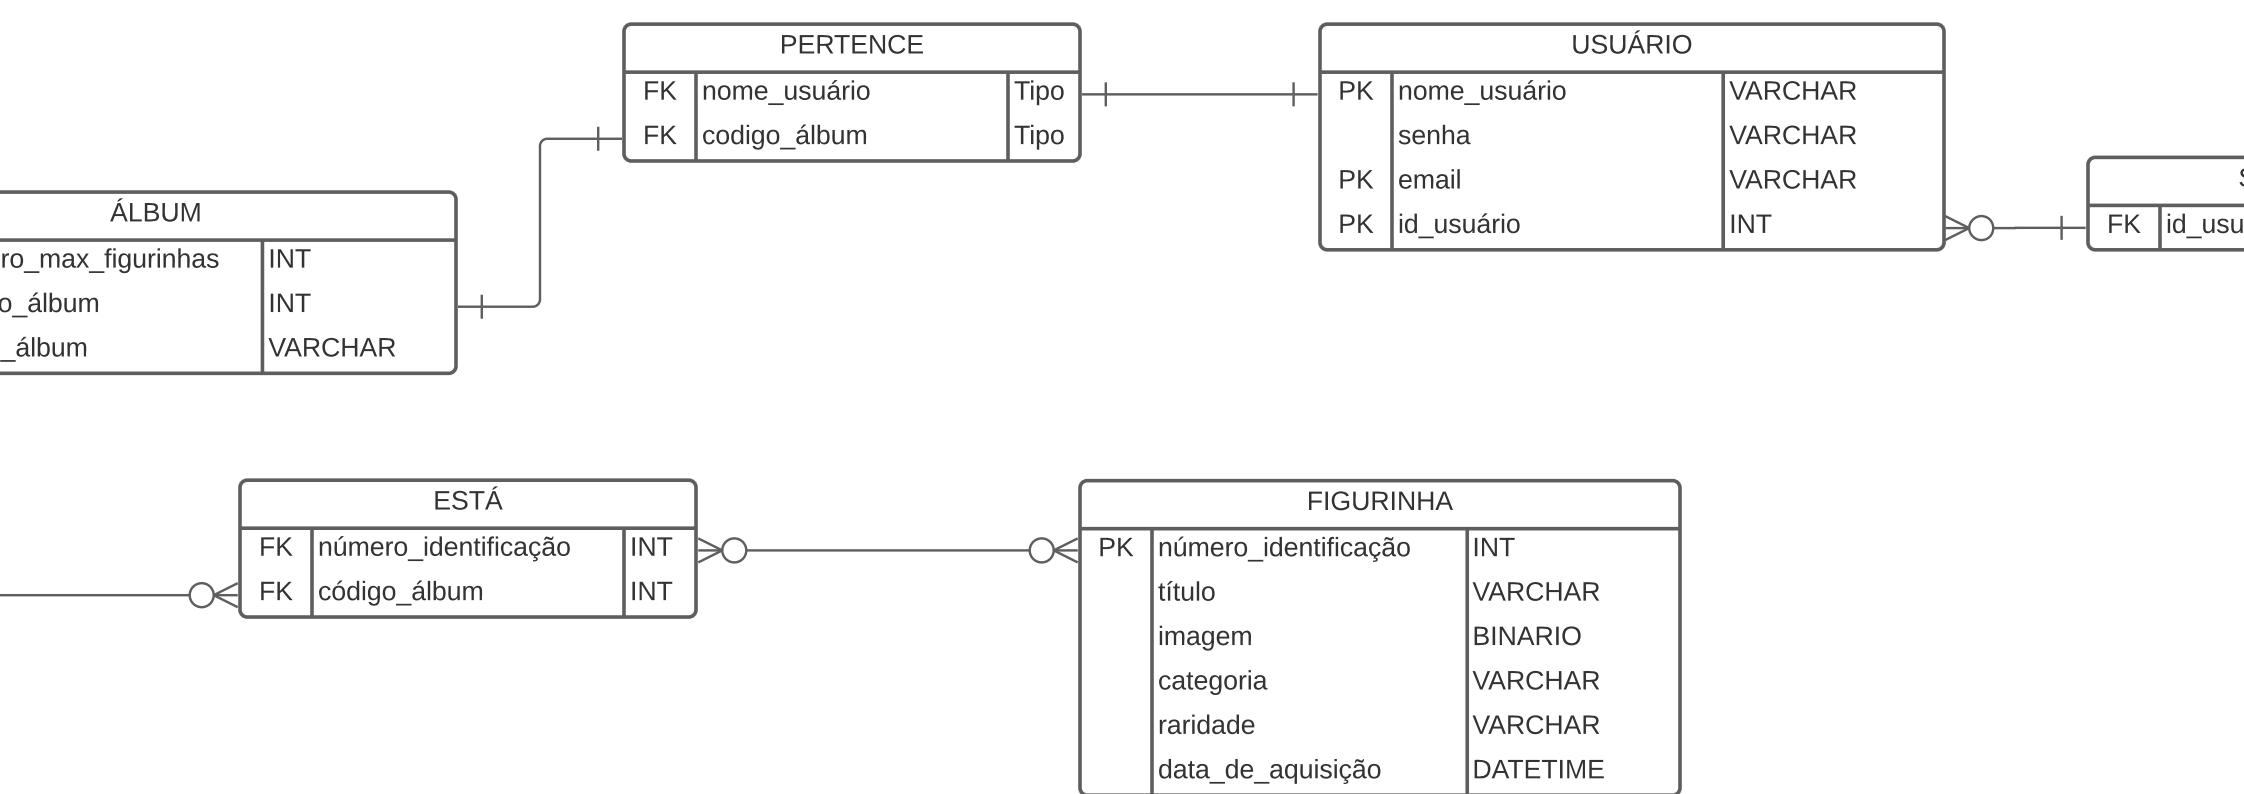 PERTENCE
FK nome_usuário Tipo
FK codigo_álbum Tipo
USUÁRIO
PK nome_usuário VARCHAR
senha VARCHAR
PK email VARCHAR
PK id_usuário INT
FK
ÁLBUM
INT
INT
VARCHAR
ESTÁ
FK número_identificação INT
FK código_álbum INT
FIGURINHA
PK número_identificação INT
título VARCHAR
imagem BINARIO
categoria VARCHAR
raridade VARCHAR
data_de_aquisição DATETIME